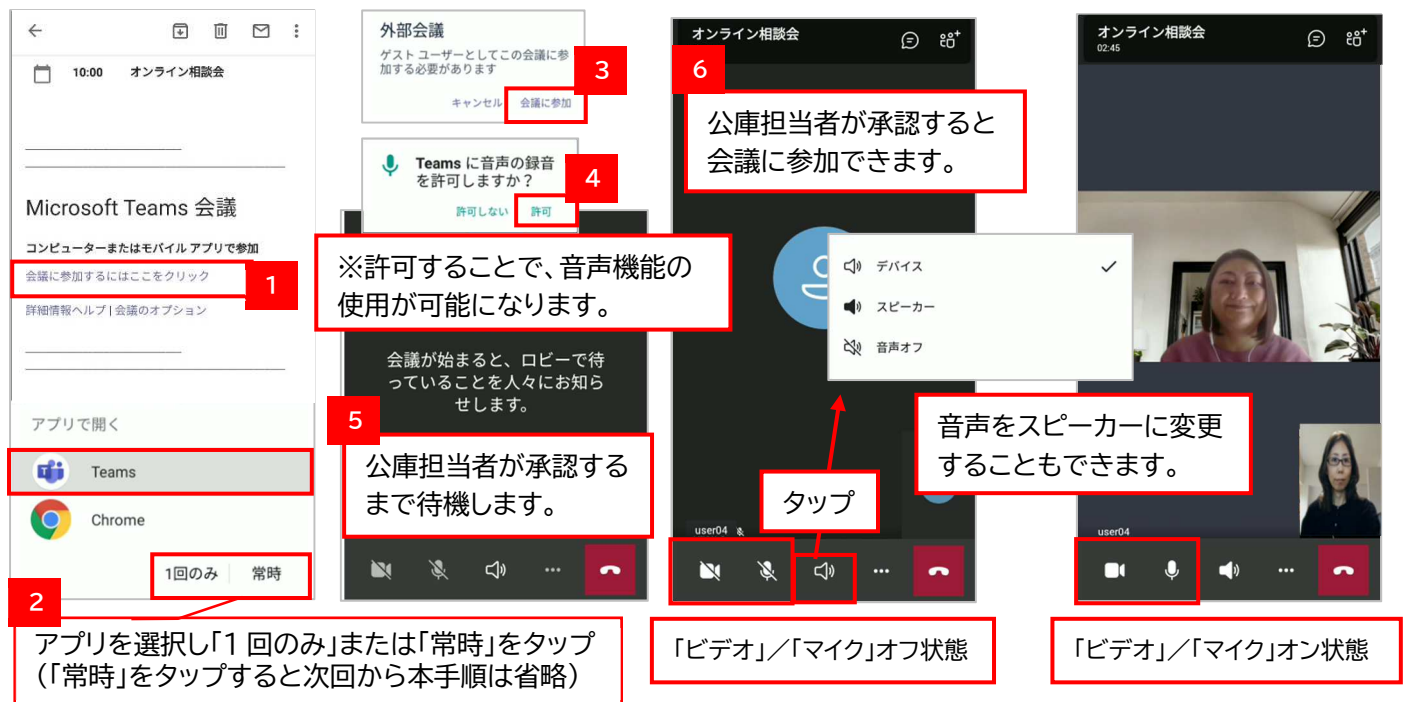 10:00 オンライン相談会
Microsoft Teams 会議
コンピューターまたはモバイル アプリで参加
会議に参加するにはここをクリック
1
詳細情報ヘルプ | 会議のオプション
アプリで開く
Teams
Chrome
1回のみ 常時
2
アプリを選択し「1 回のみ」または「常時」をタップ
(「常時」をタップすると次回から本手順は省略)
外部会議
ゲスト ユーザーとしてこの会議に参
加する必要があります
3
キャンセル 会議に参加
Teams に音声の録音
を許可しますか？
4
許可しない 許可
※許可することで、音声機能の
使用が可能になります。
会議が始まると、ロビーで待
っていることを人々にお知ら
せします。
5
公庫担当者が承認する
まで待機します。
オンライン相談会
6
公庫担当者が承認すると
会議に参加できます。
デバイス
スピーカー
音声オフ
タップ
user04
「ビデオ」／「マイク」オフ状態
オンライン相談会
02:45
音声をスピーカーに変更
することもできます。
user04
「ビデオ」／「マイク」オン状態